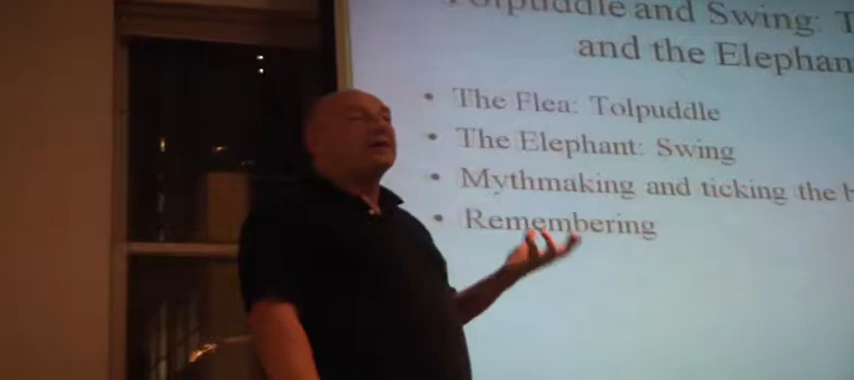 Tolpuddle and Swing:
and the Elephan
• The Flea: Tolpuddle
• The Elephant: Swing
• Mythmaking and ticking the
• Remembering